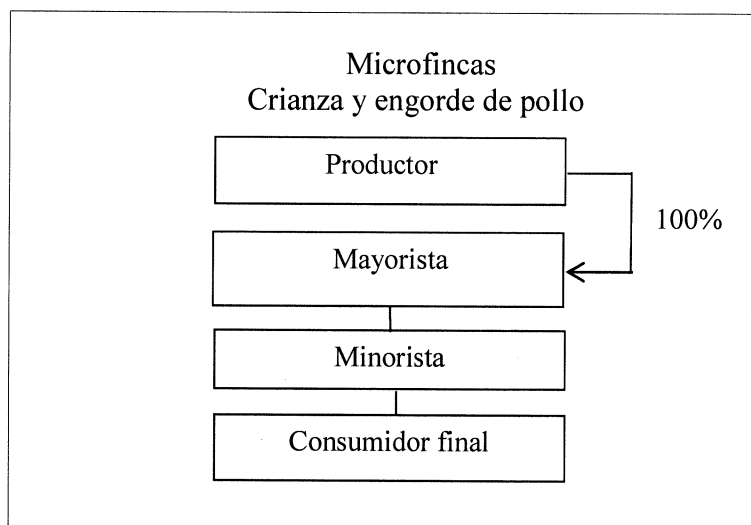 Microfincas
Crianza y engorde de pollo
Productor
100%
Mayorista
Minorista
Consumidor final